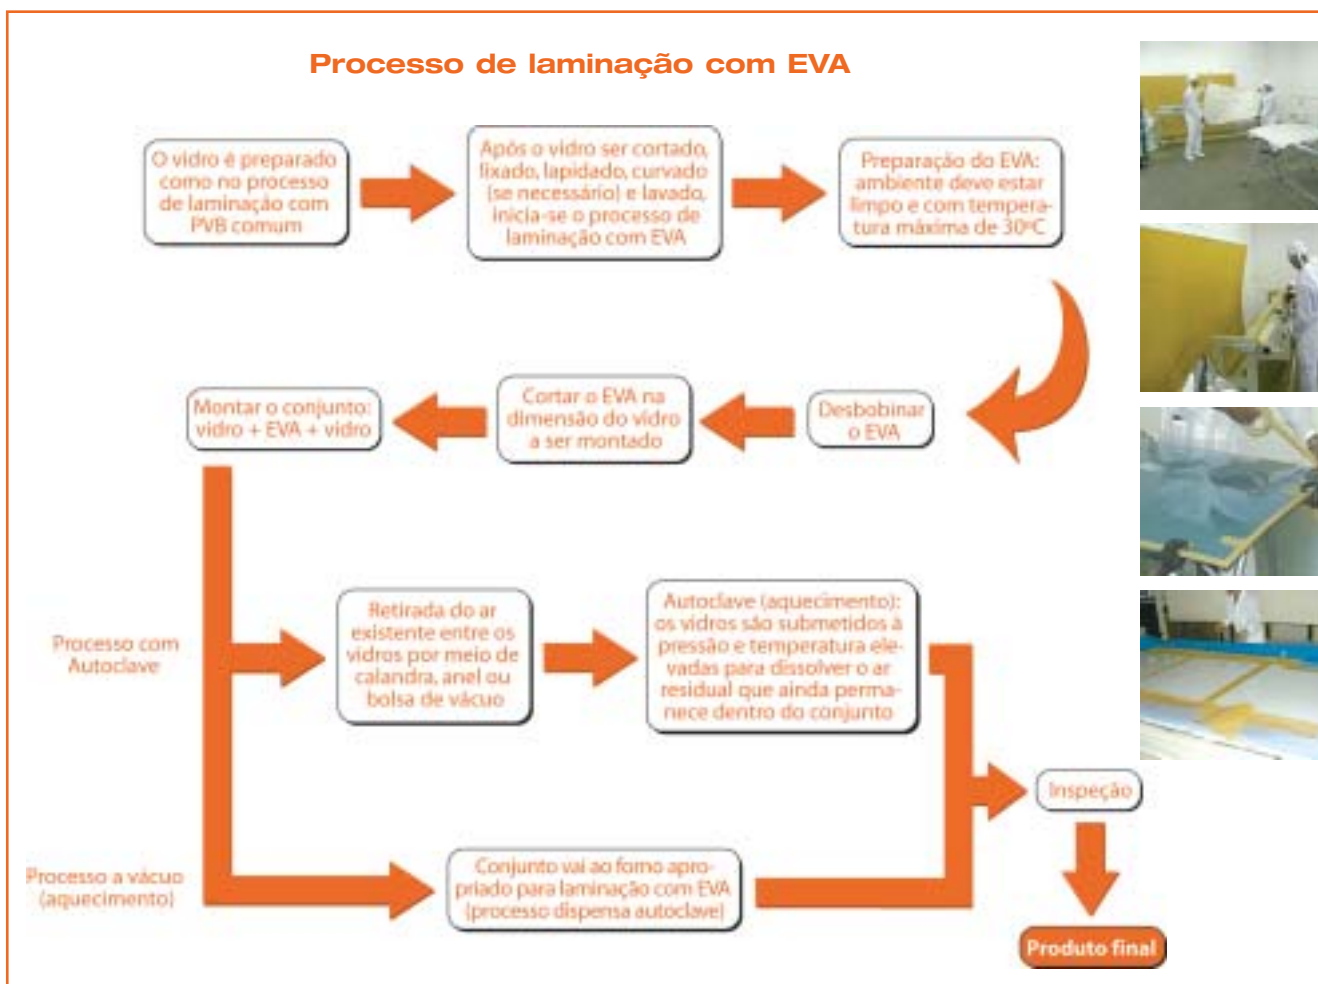 Processo de laminação com EVA
O vidro é preparado
como no processo
de laminação com
PVB comum
Após o vidro ser cortado,
lixado, lapidado, curvado
(se necessário) e lavado,
inicia-se o processo de
laminação com EVA
Preparação do EVA:
ambiente deve estar
limpo e com tempera-
tura máxima de 30ºC
Desbobinar
o EVA
Cortar o EVA na
dimensão do vidro
a ser montado
Montar o conjunto:
vidro + EVA + vidro
Processo com
Autoclave
Retirada do ar
existente entre os
vidros por meio de
calandra, anel ou
bolsa de vácuo
Autoclave (aquecimento):
os vidros são submetidos à
pressão e temperatura ele-
vadas para dissolver o ar
residual que ainda perma-
nece dentro do conjunto
Processo a vácuo
(aquecimento)
Conjunto vai ao forno apro-
priado para laminação com EVA
(processo dispensa autoclave)
Inspeção
Produto final